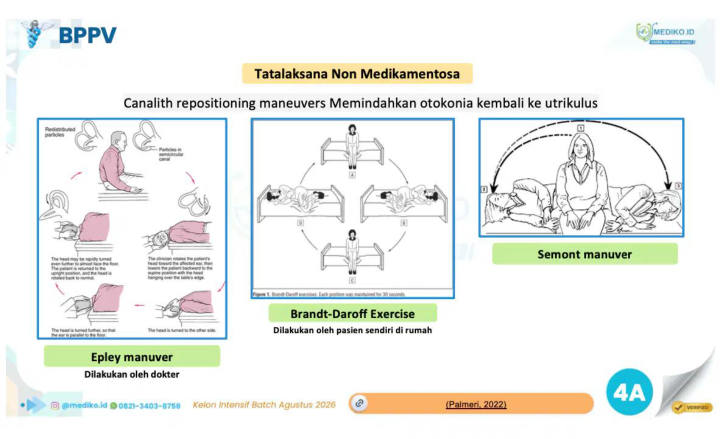 BPPV
MEDIKO.ID
Tatalaksana Non Medikamentosa
Canalith repositioning maneuvers Memindahkan otokonia kembali ke utrikulus
Redistributed
particles
Particles in
semicircular
canal
The head may be rapidly turned
even further to almost face the floor.
The patient is returned to the
upright position, and the head is
rotated back to normal.
The clinician rotates the patient's
head toward the affected ear, then
lowers the patient backward to the
supine position with the head
hanging over the table's edge.
The head is turned further, so that
the ear is parallel to the floor.
The head is turned to the other side.
Epley manuver
Dilakukan oleh dokter
A
B
C
Figure 1. Brandt-Daroff exercises. Each position was maintained for 30 seconds.
Brandt-Daroff Exercise
Dilakukan oleh pasien sendiri di rumah
1
2
3
Semont manuver
4A
@mediko.id 0821-3403-8758
Kelon Intensif Batch Agustus 2026
(Palmeri, 2022)